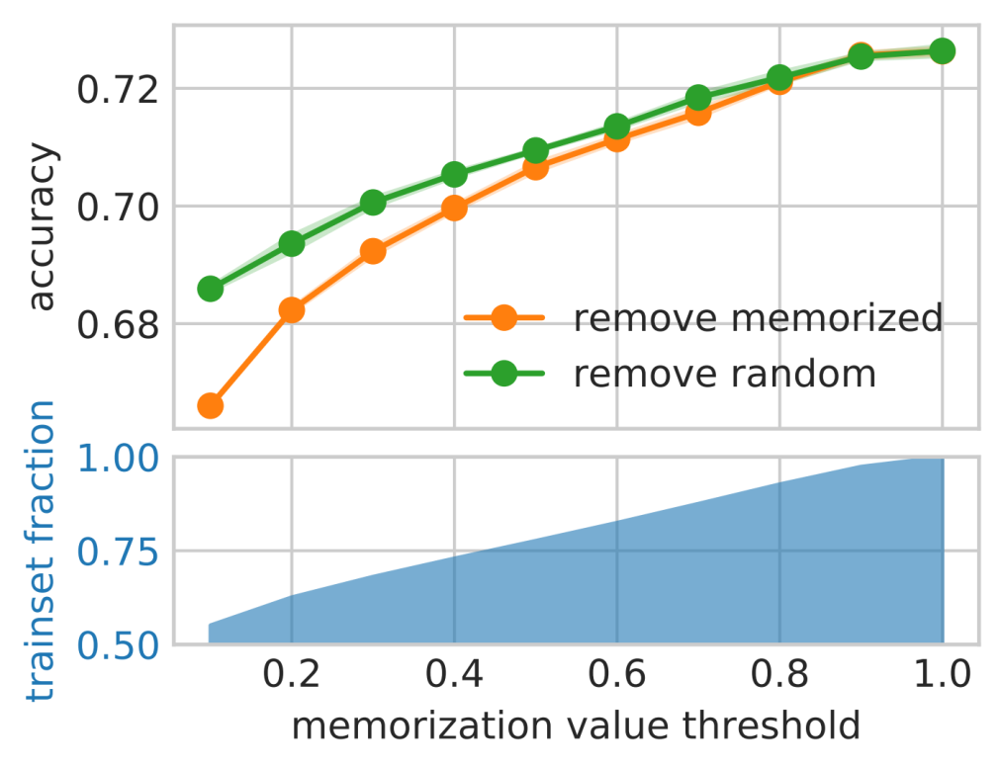 accuracy
0.72
0.70
0.68
remove memorized
remove random
trainset fraction
1.00
0.75
0.50
0.2 0.4 0.6 0.8 1.0
memorization value threshold